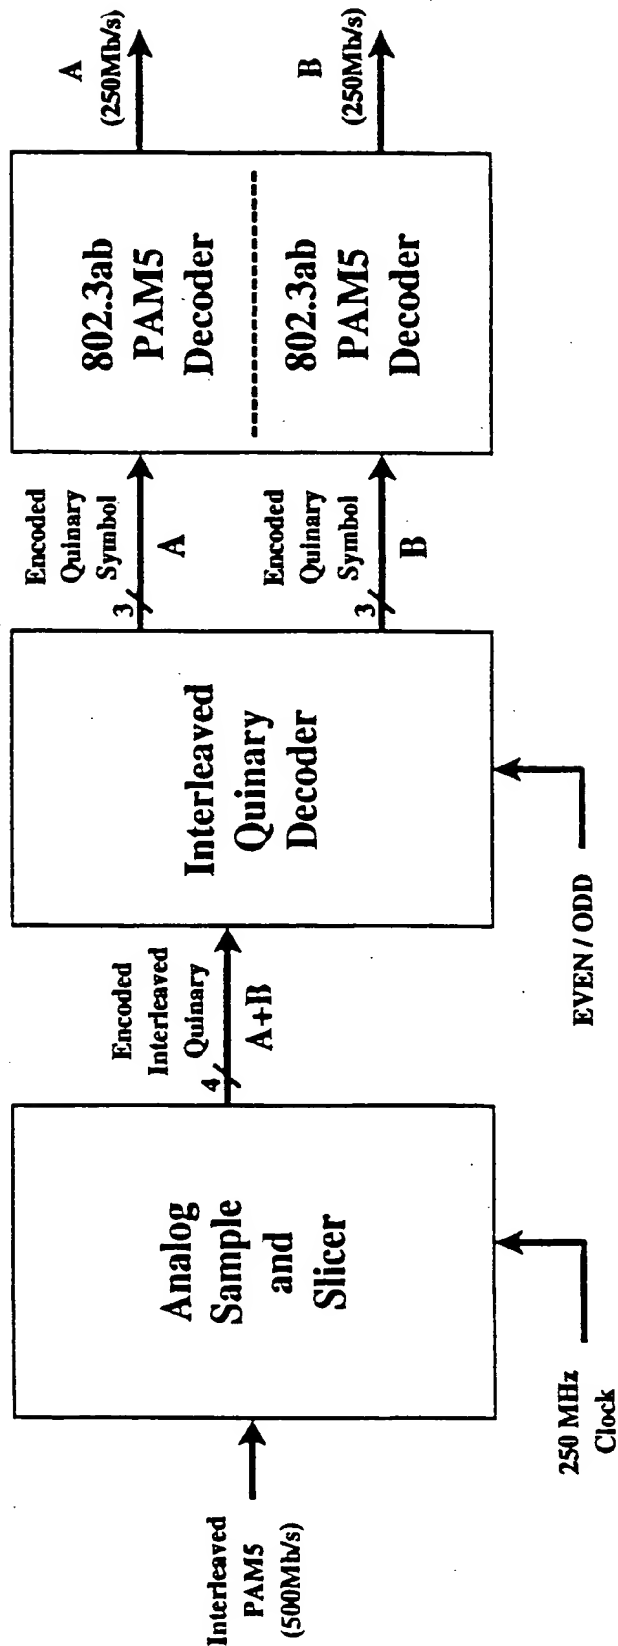 Interleaved
PAM5
(500Mb/s)
Analog
Sample
and
Slicer
250 MHz
Clock
Encoded
Interleaved
Quinary
4
A+B
Interleaved
Quinary
Decoder
EVEN / ODD
Encoded
Quinary
Symbol
3
A
Encoded
Quinary
Symbol
3
B
802.3ab
PAM5
Decoder
802.3ab
PAM5
Decoder
A
(250Mb/s)
B
(250Mb/s)